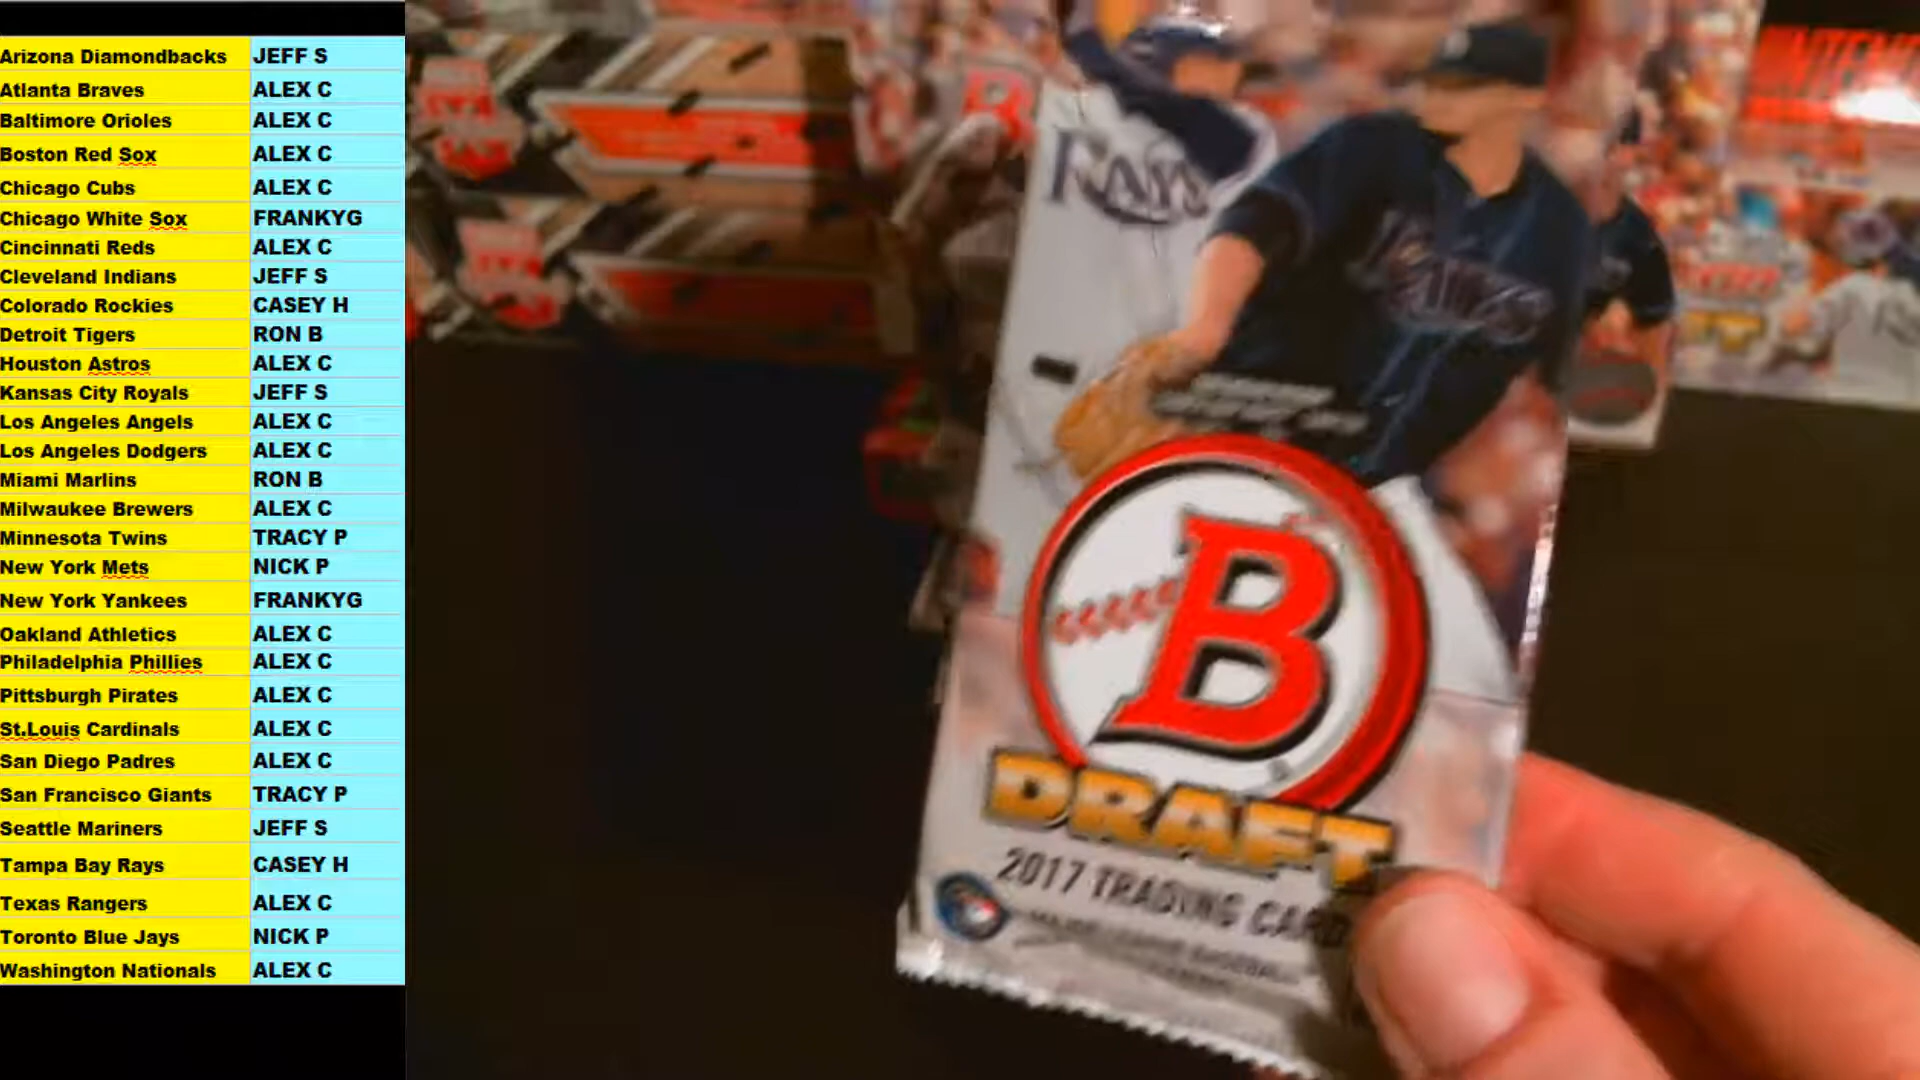 Arizona Diamondbacks JEFF S
Atlanta Braves ALEX C
Baltimore Orioles ALEX C
Boston Red Sox ALEX C
Chicago Cubs ALEX C
Chicago White Sox FRANKYG
Cincinnati Reds ALEX C
Cleveland Indians JEFF S
Colorado Rockies CASEY H
Detroit Tigers RON B
Houston Astros ALEX C
Kansas City Royals JEFF S
Los Angeles Angels ALEX C
Los Angeles Dodgers ALEX C
Miami Marlins RON B
Milwaukee Brewers ALEX C
Minnesota Twins TRACY P
New York Mets NICK P
New York Yankees FRANKYG
Oakland Athletics ALEX C
Philadelphia Phillies ALEX C
Pittsburgh Pirates ALEX C
St.Louis Cardinals ALEX C
San Diego Padres ALEX C
San Francisco Giants TRACY P
Seattle Mariners JEFF S
Tampa Bay Rays CASEY H
Texas Rangers ALEX C
Toronto Blue Jays NICK P
Washington Nationals ALEX C
RAYS
RAYS
B
DRAFT
2017 TRADING CARD
MAJOR LEAGUE BASEBALL